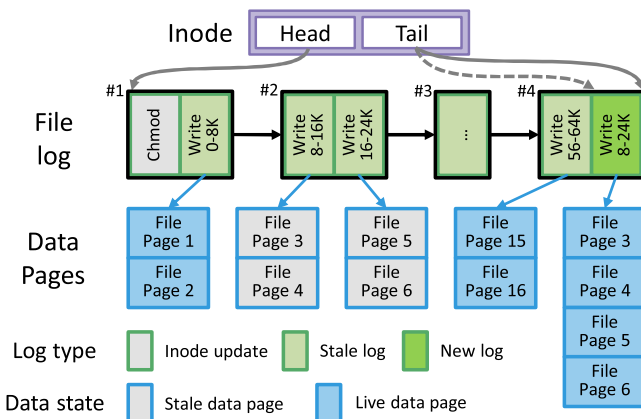 Inode
Head
Tail
#1
#2
#3
#4
File
log
Chmod
Write
0-8K
Write
8-16K
Write
16-24K
...
Write
56-64K
Write
8-24K
Data
Pages
File
Page 1
File
Page 2
File
Page 3
File
Page 4
File
Page 5
File
Page 6
File
Page 15
File
Page 16
File
Page 3
File
Page 4
File
Page 5
File
Page 6
Log type
Inode update
Stale log
New log
Data state
Stale data page
Live data page